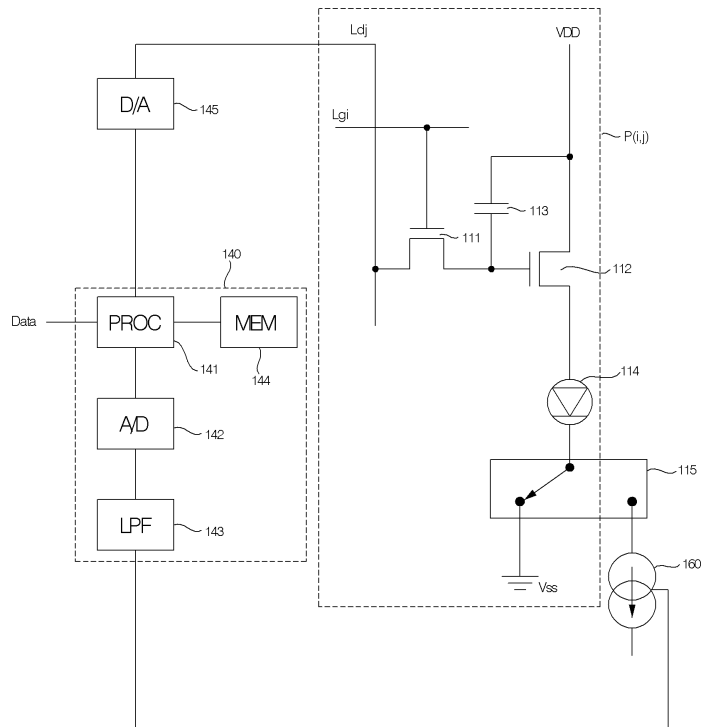 Ldj
VDD
D/A
145
Lgi
P(i,j)
113
111
112
140
Data
PROC
MEM
141
144
114
A/D
142
115
LPF
143
160
Vss